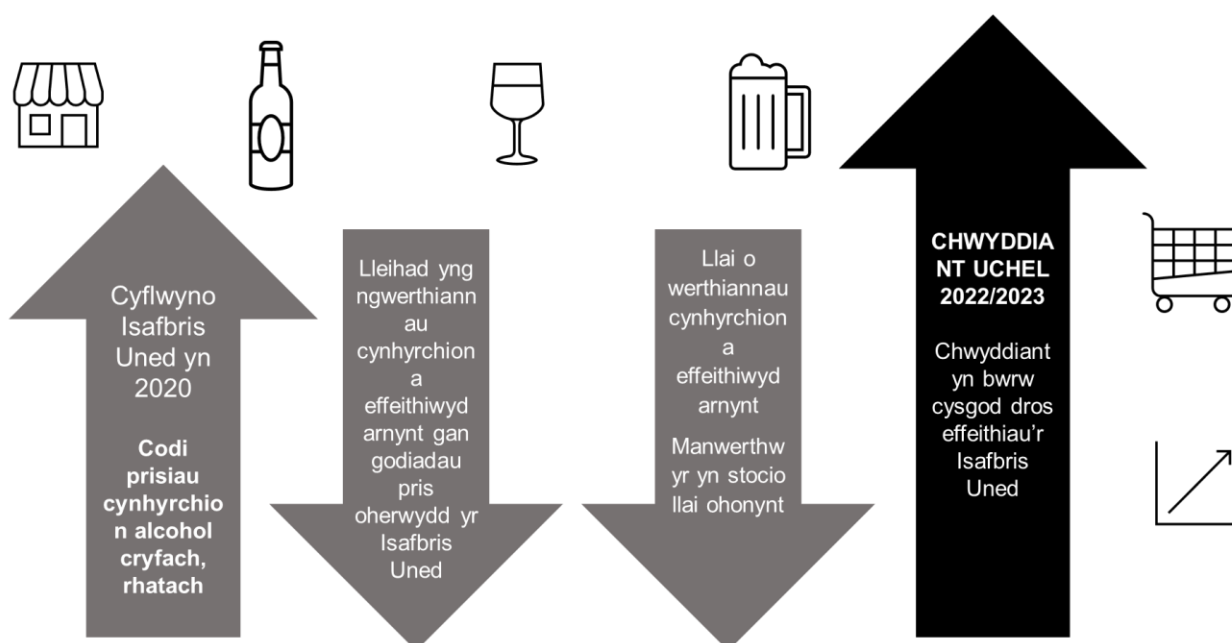 Cyflwyno
Isafbris
Uned yn
2020
Codi
prisiau
cynhyrchio
n alcohol
cryfach,
rhatach
Lleihad yng
ngwerthiann
au
cynhyrchion
a
effeithiwyd
arnynt gan
godiadau
pris
oherwydd yr
Isafbris
Uned
Llai o
werthiannau
cynhyrchion
a
effeithiwyd
arnynt
Manwerthw
yr yn stocio
llai ohonynt
CHWYDDIA
NT UCHEL
2022/2023
Chwyddiant
yn bwrw
cysgod dros
effeithiau'r
Isafbris
Uned